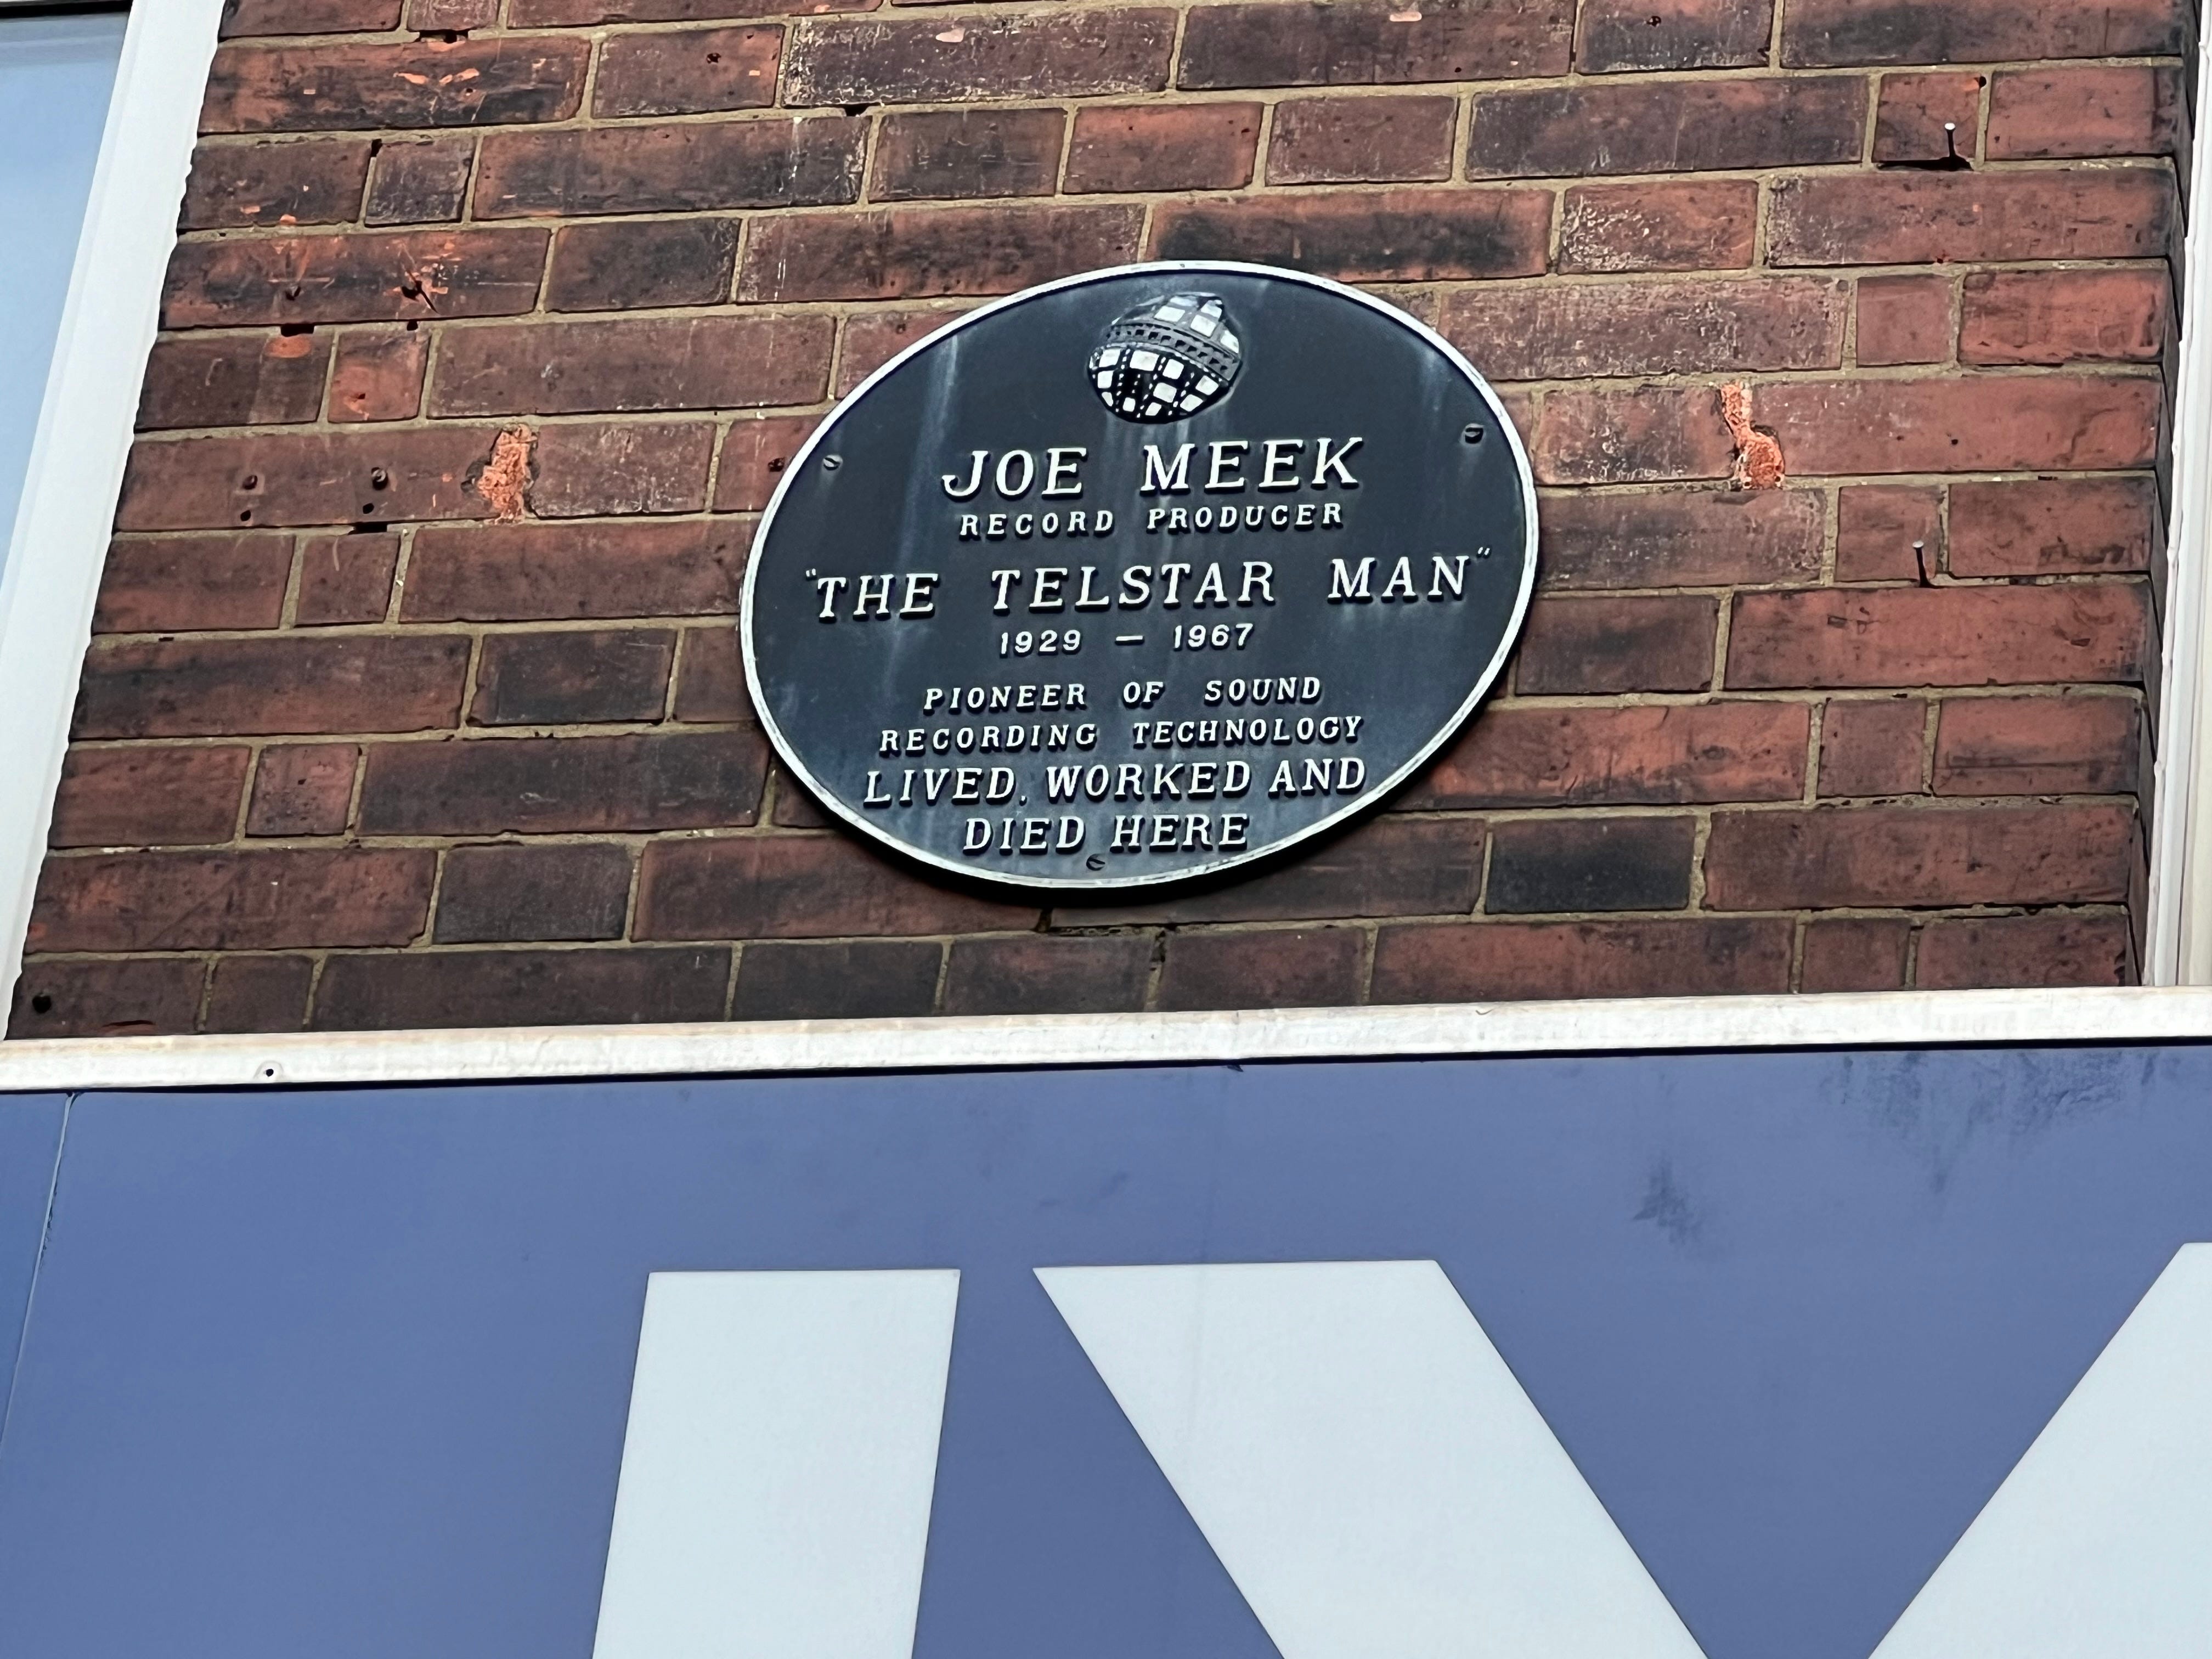 JOE MEEK
RECORD PRODUCER
"THE TELSTAR MAN"
1929 — 1967
PIONEER OF SOUND
RECORDING TECHNOLOGY
LIVED, WORKED AND
DIED HERE